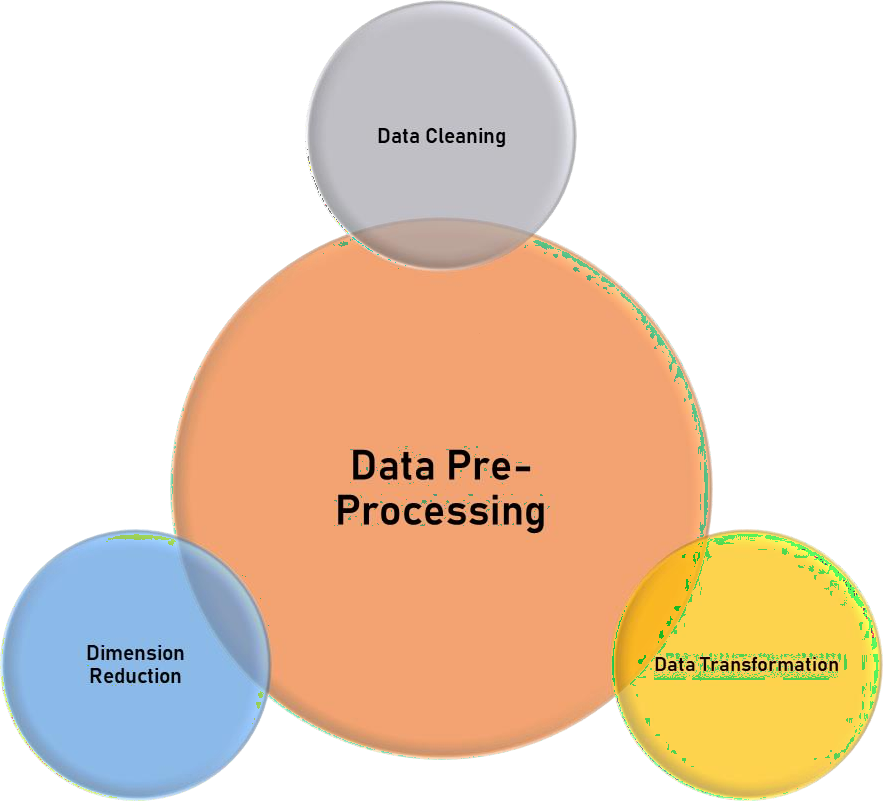 Data Cleaning
Data Pre-
Processing
Dimension
Reduction
Data Transformation